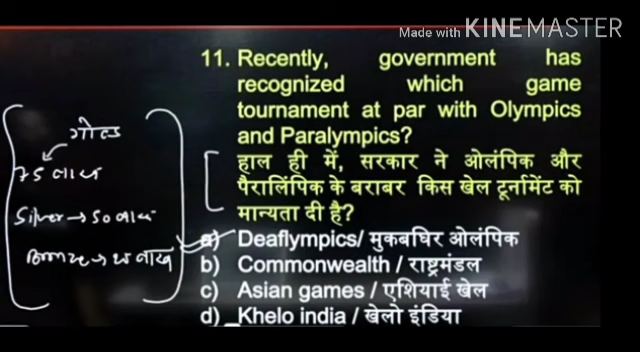 Made with KINEMASTER
11. Recently, government has
recognized which game
tournament at par with Olympics
and Paralympics?
हाल ही में, सरकार ने ओलंपिक और
पैरालिंपिक के बराबर किस खेल टूर्नामेंट को
मान्यता दी है?
a) Deaflympics/ मुकबघिर ओलंपिक
b) Commonwealth / राष्ट्रमंडल
c) Asian games / एशियाई खेल
d) Khelo india / खेलो इंडिया
गोल्ड
75 लाख
Silver → 50 लाख
→ लाख